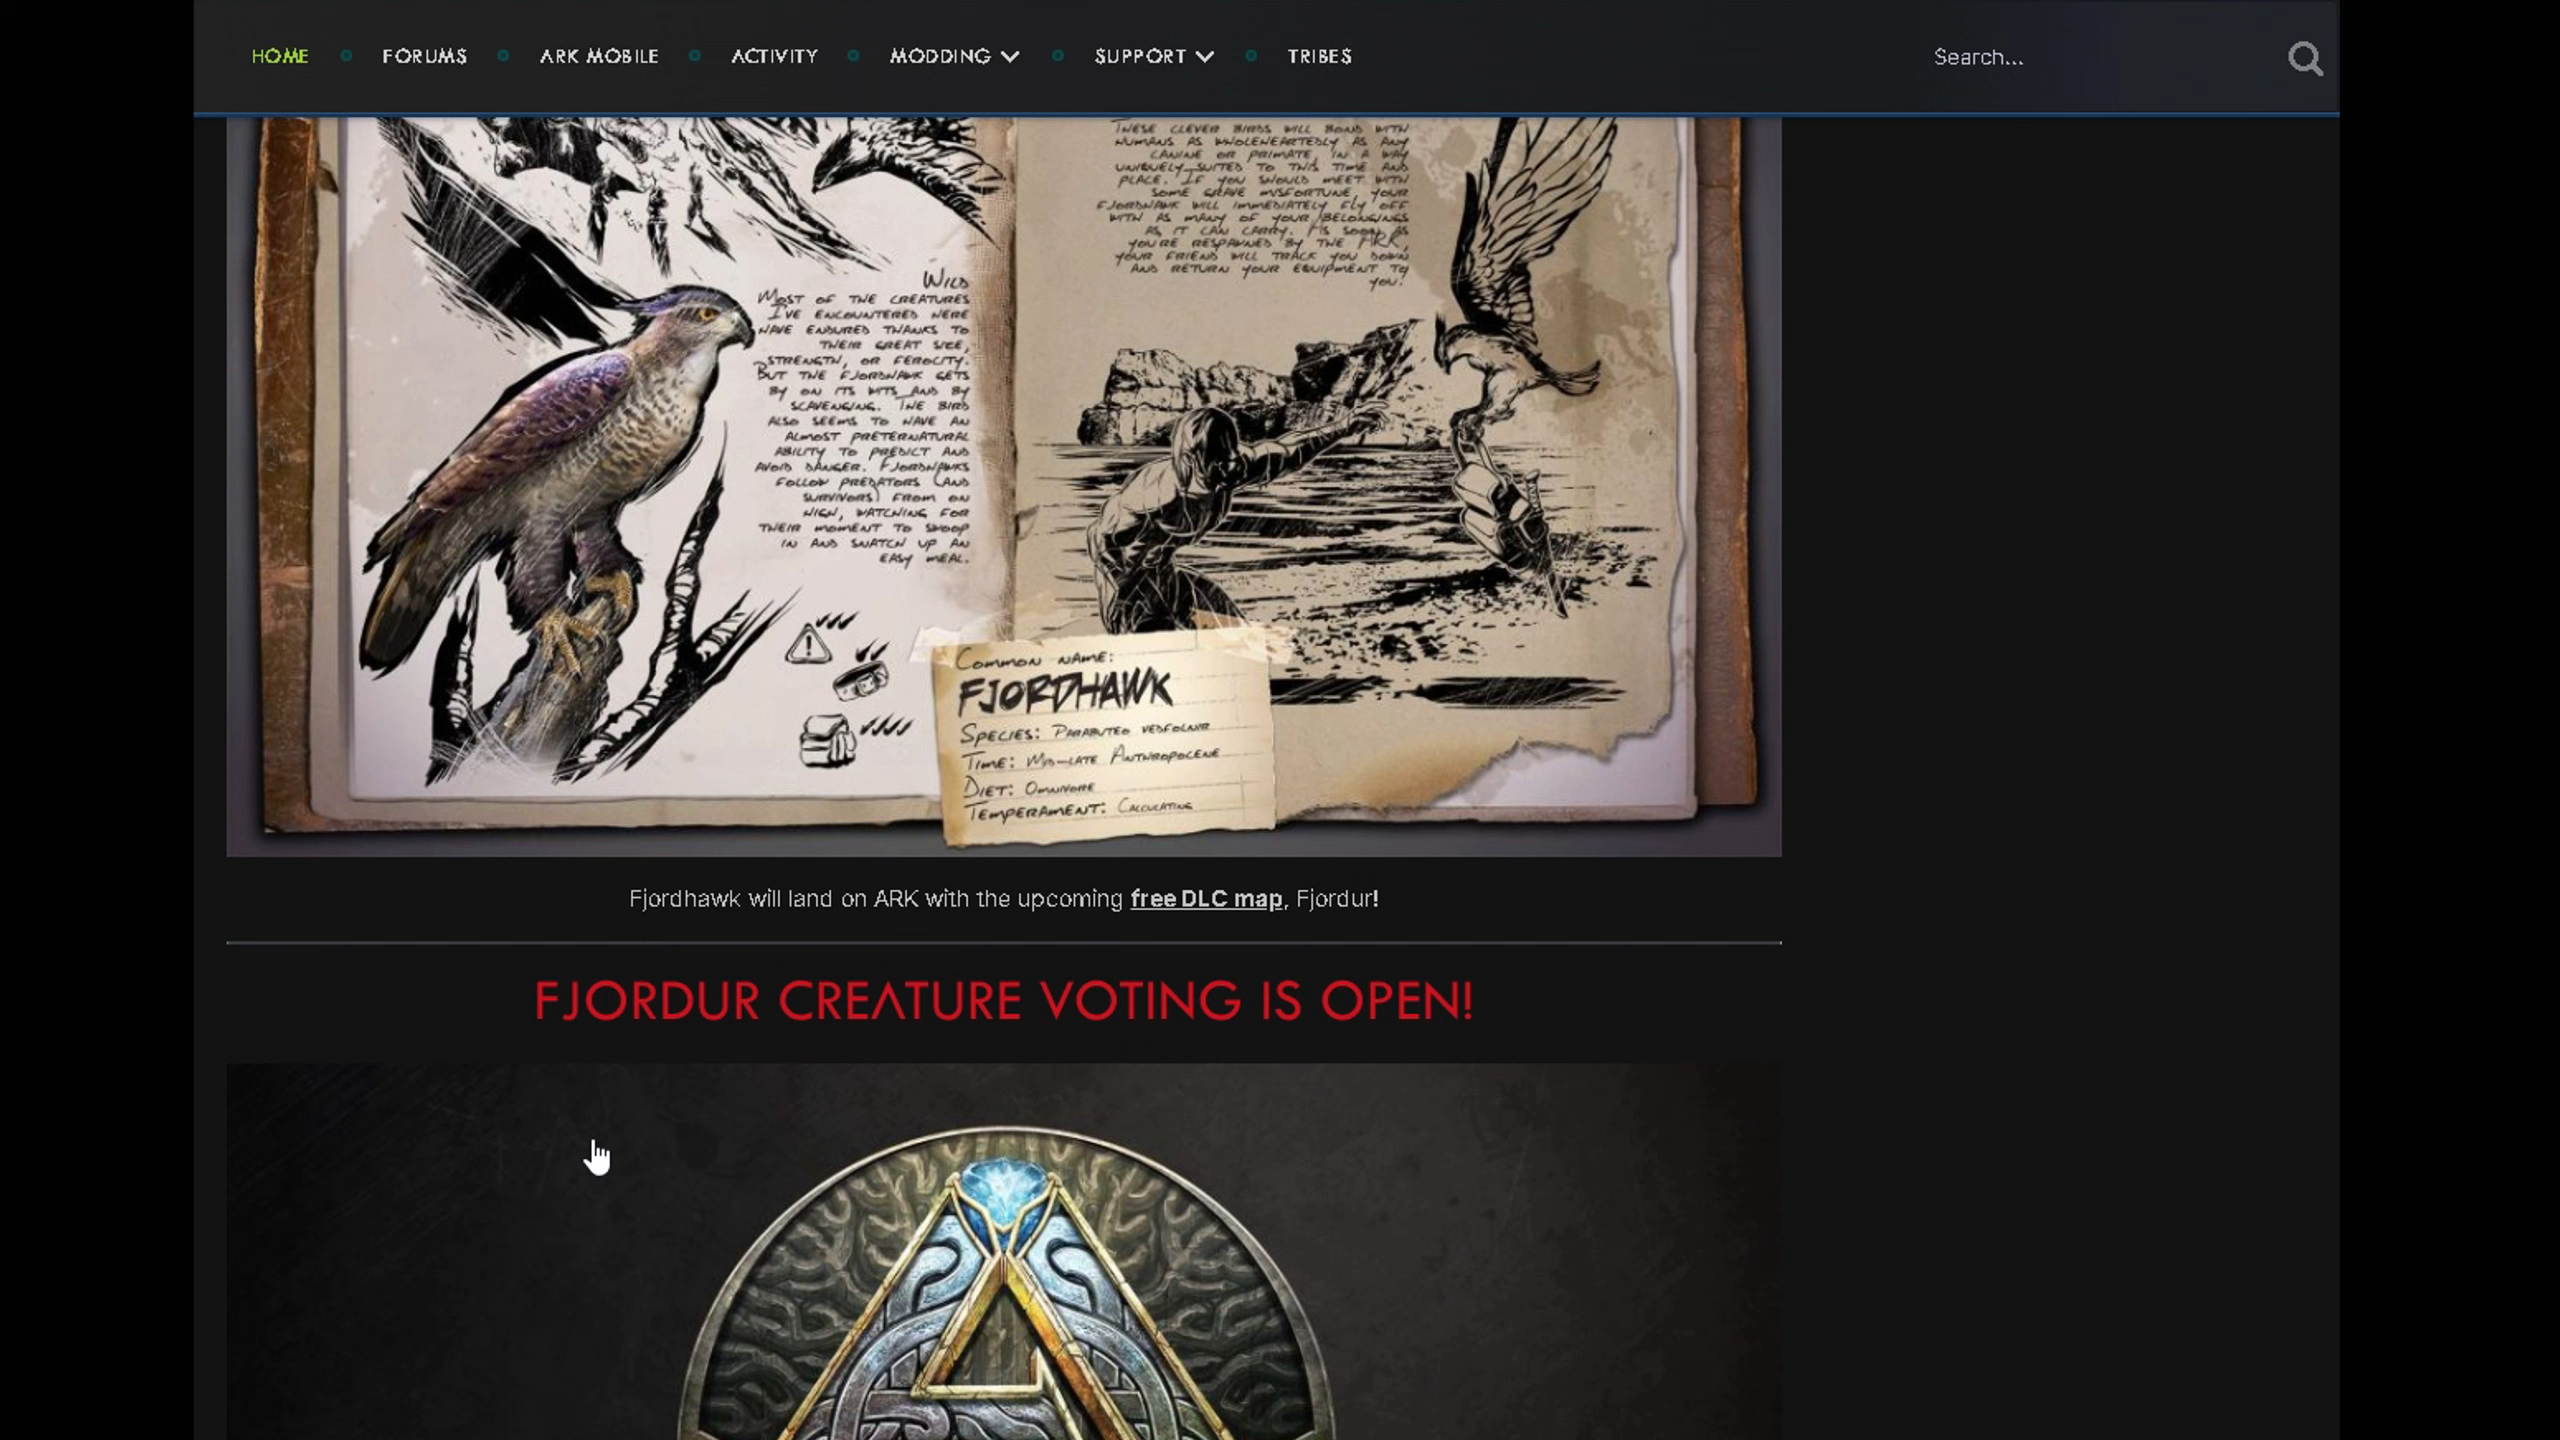 HOME
FORUMS
ARK MOBILE
ACTIVITY
MODDING
SUPPORT
TRIBES
Search...
WILD
MOST OF THE CREATURES
I'VE ENCOUNTERED HERE
HAVE ENDURED THANKS TO
THEIR GREAT SIZE,
STRENGTH, OR FEROCITY.
BUT THE FJORDHAWK GETS
BY ON ITS WITS AND BY
SCAVENGING. THE BIRD
ALSO SEEMS TO HAVE AN
ALMOST PRETERNATURAL
ABILITY TO PREDICT AND
AVOID DANGER. FJORDHAWKS
FOLLOW PREDATORS (AND
SURVIVORS) FROM ON
HIGH, WATCHING FOR
THEIR MOMENT TO SWOOP
IN AND SNATCH UP AN
EASY MEAL.
THESE CLEVER BIRDS WILL BOND WITH
HUMANS AS WHOLEHEARTEDLY AS ANY
CANINE OR PRIMATE, IN A WAY
UNIQUELY SUITED TO THIS TIME AND
PLACE. IF YOU SHOULD MEET WITH
SOME GRAVE MISFORTUNE, YOUR
FJORDHAWK WILL IMMEDIATELY FLY OFF
WITH AS MANY OF YOUR BELONGINGS
AS IT CAN CARRY. AS SOON AS
YOU'RE RESPAWNED BY THE ARK,
YOUR FRIEND WILL TRACK YOU DOWN
AND RETURN YOUR EQUIPMENT TO
YOU!
COMMON NAME:
FJORDHAWK
SPECIES: PARABUTEO VEDFOLNIR
TIME: MID-LATE ANTHROPOCENE
DIET: OMNIVORE
TEMPERAMENT: CALCULATING
Fjordhawk will land on ARK with the upcoming free DLC map, Fjordur!
FJORDUR CREATURE VOTING IS OPEN!